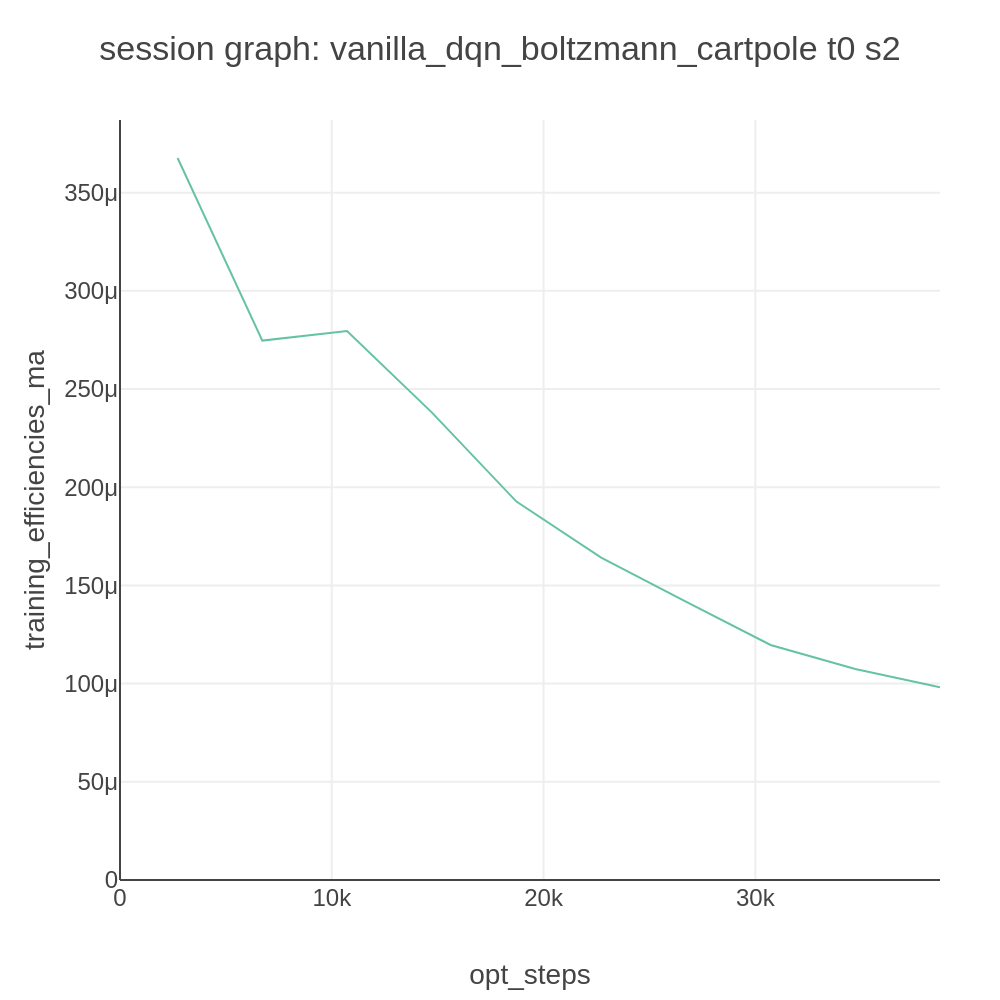 session graph: vanilla_dqn_boltzmann_cartpole t0 s2
training_efficiencies_ma
350μ
300μ
250μ
200μ
150μ
100μ
50μ
0
0
10k
20k
30k
opt_steps